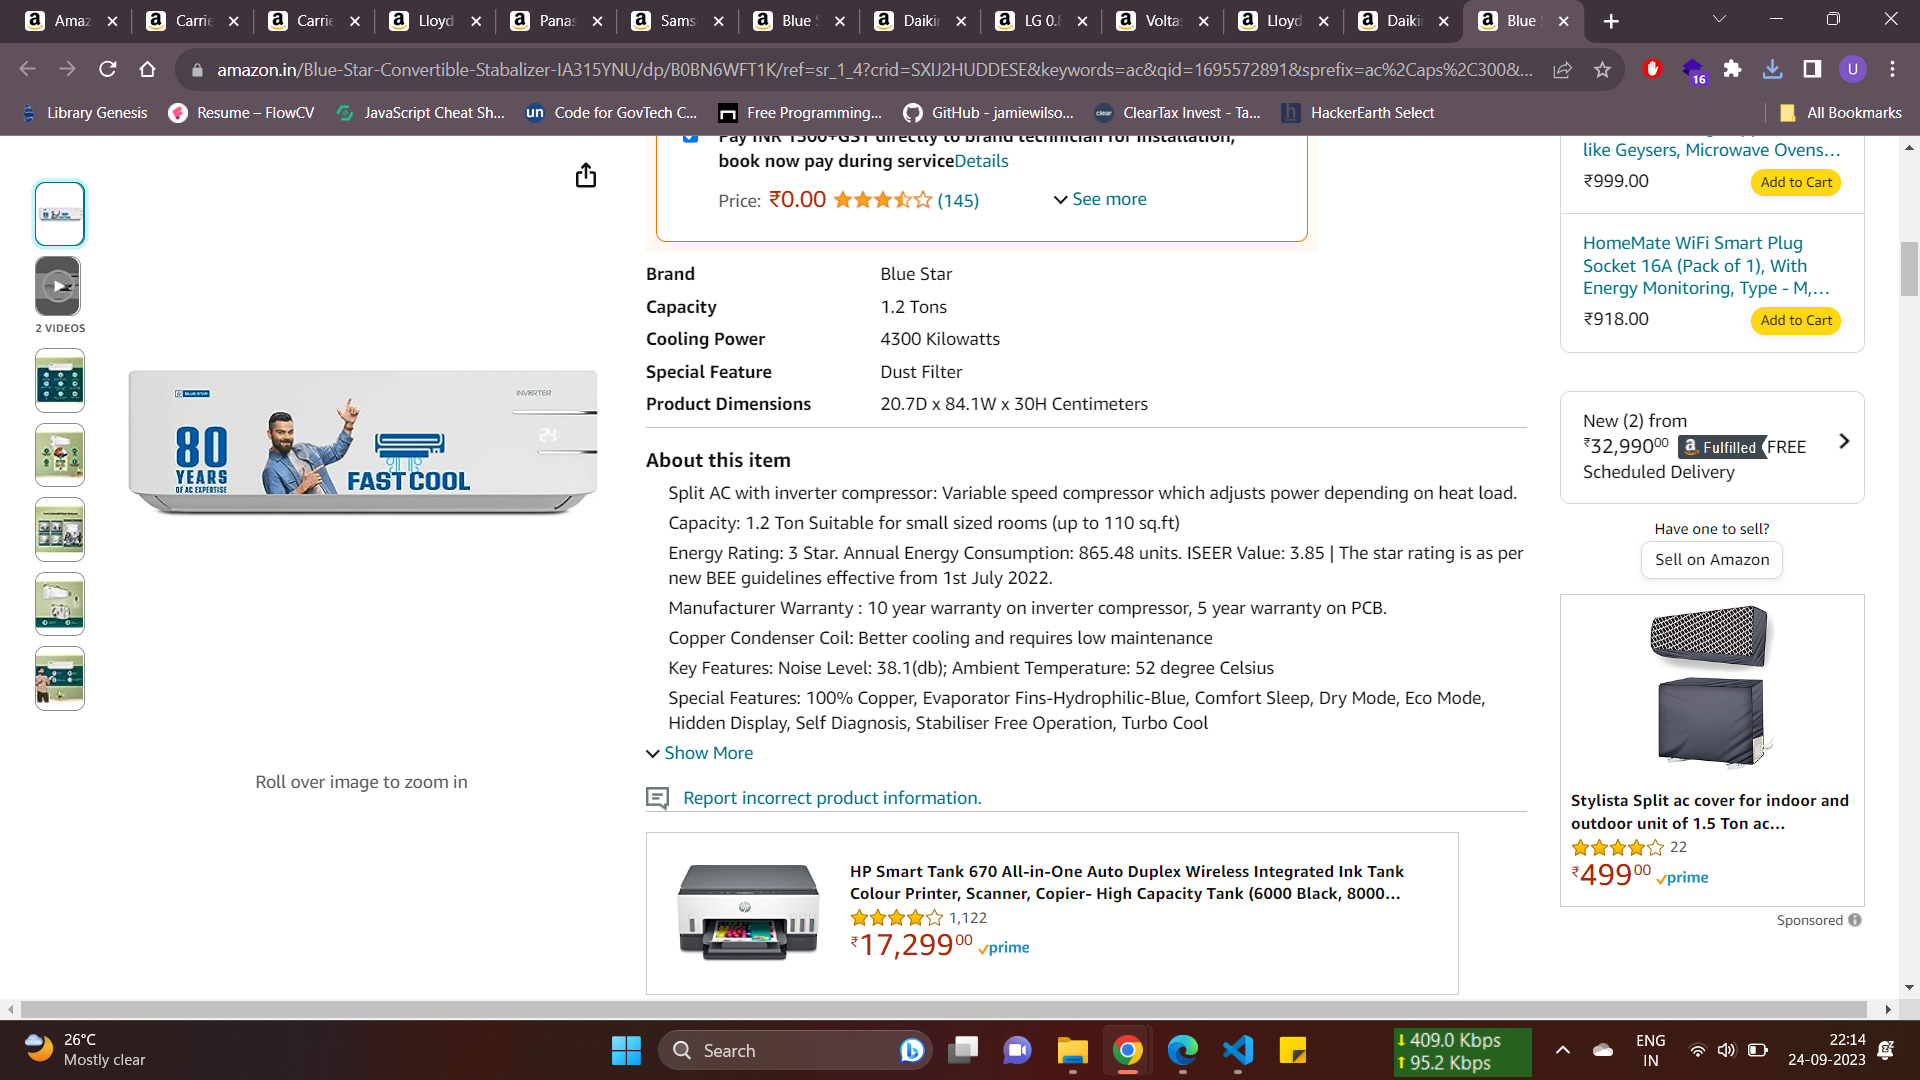 Amaz
Carrie
Carrie
Lloyd
Panas
Sams
Blue S
Daikin
LG 0.8
Voltas
Lloyd
Daikin
Blue S
amazon.in/Blue-Star-Convertible-Stabalizer-IA315YNU/dp/B0BN6WFT1K/ref=sr_1_4?crid=SXIJ2HUDDESE&keywords=ac&qid=1695572891&sprefix=ac%2Caps%2C300&...
16
U
Library Genesis
Resume – FlowCV
JavaScript Cheat Sh...
un Code for GovTech C...
Free Programming...
GitHub - jamiewilso...
clear ClearTax Invest - Ta...
h HackerEarth Select
All Bookmarks
Pay INR 1500+GST directly to brand technician for installation,
book now pay during serviceDetails
Price: ₹0.00 (145)
See more
2 VIDEOS
BLUE STAR
INVERTER
24
80
YEARS
OF AC EXPERTISE
FAST COOL
Roll over image to zoom in
Brand Blue Star
Capacity 1.2 Tons
Cooling Power 4300 Kilowatts
Special Feature Dust Filter
Product Dimensions 20.7D x 84.1W x 30H Centimeters
About this item
Split AC with inverter compressor: Variable speed compressor which adjusts power depending on heat load.
Capacity: 1.2 Ton Suitable for small sized rooms (up to 110 sq.ft)
Energy Rating: 3 Star. Annual Energy Consumption: 865.48 units. ISEER Value: 3.85 | The star rating is as per
new BEE guidelines effective from 1st July 2022.
Manufacturer Warranty : 10 year warranty on inverter compressor, 5 year warranty on PCB.
Copper Condenser Coil: Better cooling and requires low maintenance
Key Features: Noise Level: 38.1(db); Ambient Temperature: 52 degree Celsius
Special Features: 100% Copper, Evaporator Fins-Hydrophilic-Blue, Comfort Sleep, Dry Mode, Eco Mode,
Hidden Display, Self Diagnosis, Stabiliser Free Operation, Turbo Cool
Show More
Report incorrect product information.
HP Smart Tank 670 All-in-One Auto Duplex Wireless Integrated Ink Tank
Colour Printer, Scanner, Copier- High Capacity Tank (6000 Black, 8000...
1,122
₹17,299⁰⁰ prime
like Geysers, Microwave Ovens...
₹999.00
Add to Cart
HomeMate WiFi Smart Plug
Socket 16A (Pack of 1), With
Energy Monitoring, Type - M,...
₹918.00
Add to Cart
New (2) from
₹32,990⁰⁰ a Fulfilled FREE
Scheduled Delivery
Have one to sell?
Sell on Amazon
Stylista Split ac cover for indoor and
outdoor unit of 1.5 Ton ac...
22
₹499⁰⁰ prime
Sponsored
26°C
Mostly clear
Search
409.0 Kbps
95.2 Kbps
ENG
IN
22:14
24-09-2023